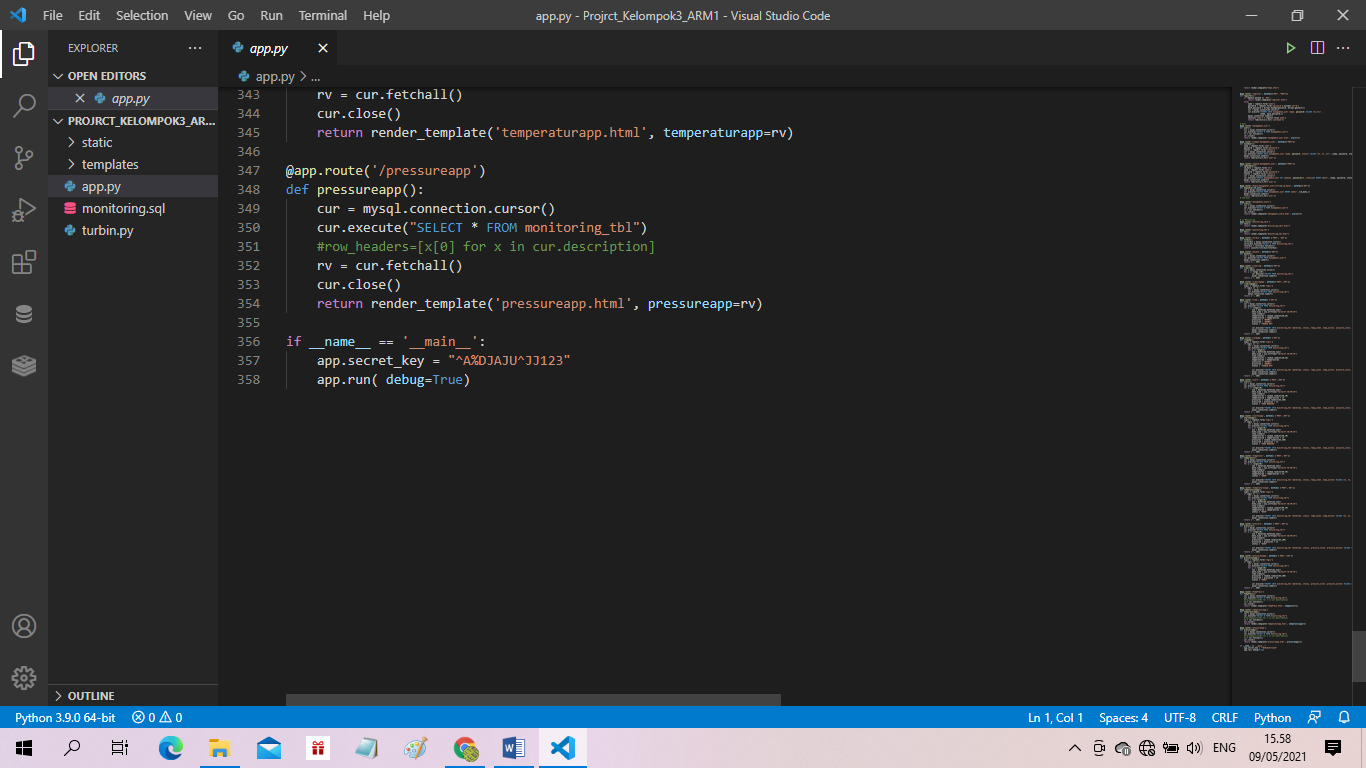 File Edit Selection View Go Run Terminal Help
app.py - Projrct_Kelompok3_ARM1 - Visual Studio Code
EXPLORER
OPEN EDITORS
app.py
PROJRCT_KELOMPOK3_AR...
static
templates
app.py
monitoring.sql
turbin.py
OUTLINE
app.py
app.py > ...
343 rv = cur.fetchall()
344 cur.close()
345 return render_template('temperaturapp.html', temperaturapp=rv)
346
347 @app.route('/pressureapp')
348 def pressureapp():
349 cur = mysql.connection.cursor()
350 cur.execute("SELECT * FROM monitoring_tbl")
351 #row_headers=[x[0] for x in cur.description]
352 rv = cur.fetchall()
353 cur.close()
354 return render_template('pressureapp.html', pressureapp=rv)
355
356 if __name__ == '__main__':
357 app.secret_key = "^A%DJAJU^JJ123"
358 app.run( debug=True)
Python 3.9.0 64-bit 0 0 Ln 1, Col 1 Spaces: 4 UTF-8 CRLF Python
ENG
15.58
09/05/2021